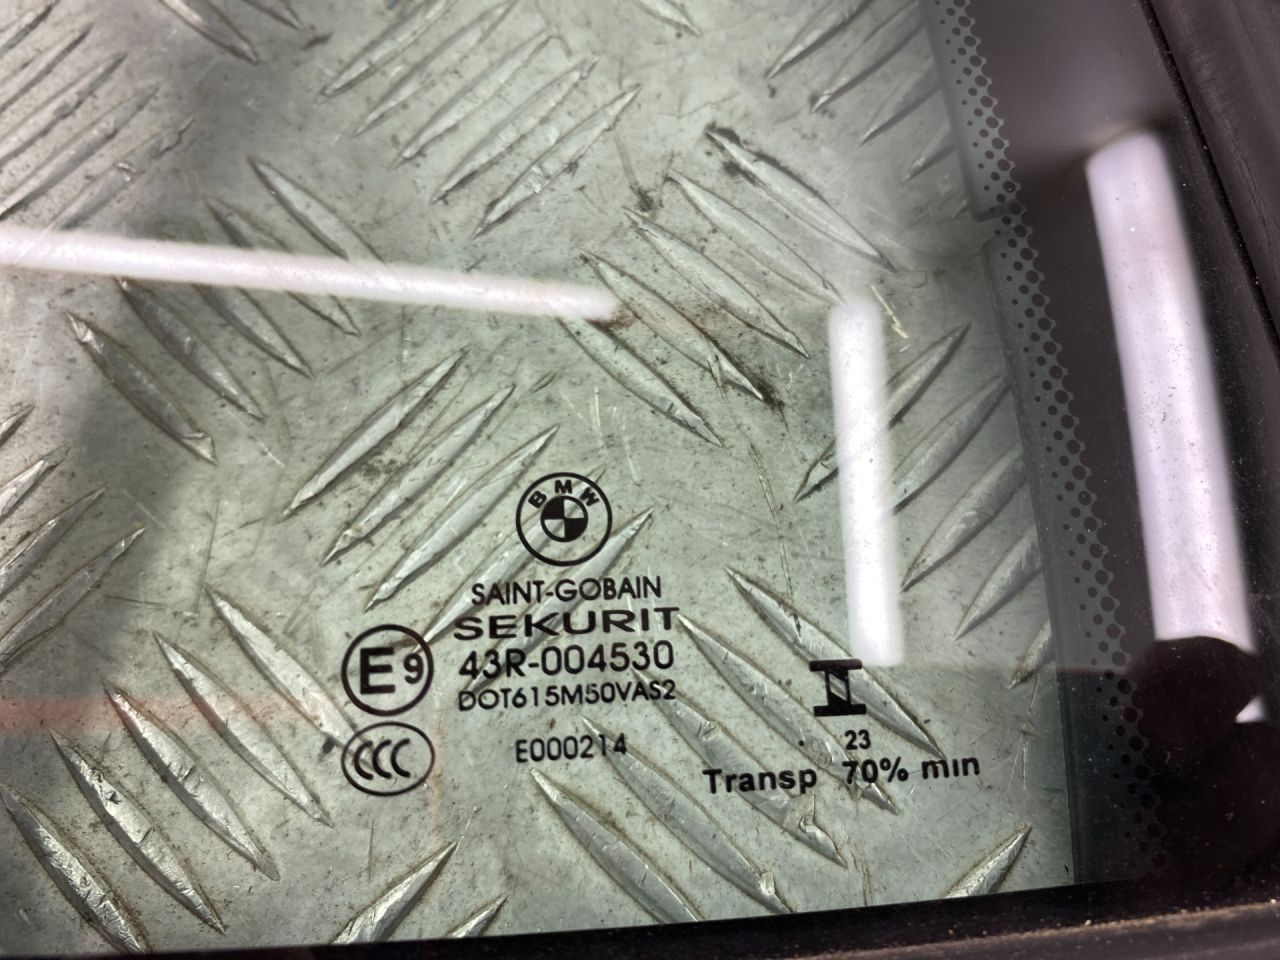 BMW
SAINT-GOBAIN
SEKURIT
E9
43R-004530
DOT615M50VAS2
CCC
E000214
II
23
Transp 70% min